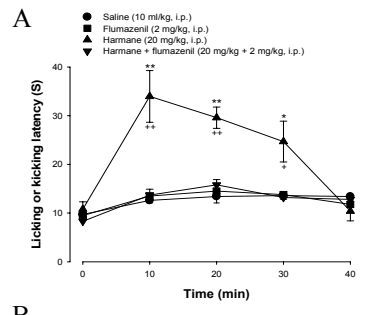 A
Saline (10 ml/kg, i.p.)
Flumazenil (2 mg/kg, i.p.)
Harmane (20 mg/kg, i.p.)
Harmane + flumazenil (20 mg/kg + 2 mg/kg, i.p.)
Licking or kicking latency (S)
40
30
20
10
0
**
++
**
++
*
+
0 10 20 30 40
Time (min)
B